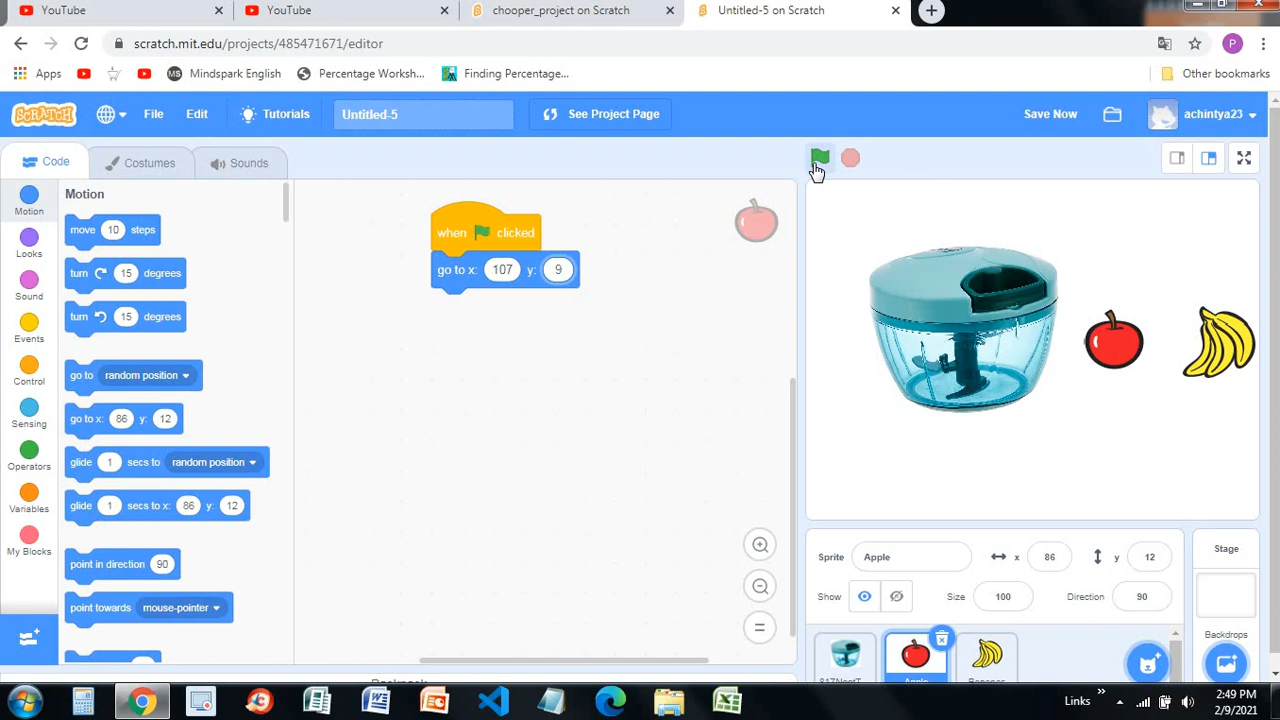 YouTube
YouTube
chooper_project on Scratch
Untitled-5 on Scratch
scratch.mit.edu/projects/485471671/editor
P
Apps
MS Mindspark English
Percentage Worksh...
Finding Percentage...
Other bookmarks
SCRATCH
File
Edit
Tutorials
Untitled-5
See Project Page
Save Now
achintya23
Code
Costumes
Sounds
Motion
Looks
Sound
Events
Control
Sensing
Operators
Variables
My Blocks
Motion
move 10 steps
turn 15 degrees
turn 15 degrees
go to random position
go to x: 86 y: 12
glide 1 secs to random position
glide 1 secs to x: 86 y: 12
point in direction 90
point towards mouse-pointer
when clicked
go to x: 107 y: 9
Sprite Apple x 86 y 12
Show Size 100 Direction 90
Stage
Backdrops
Apple
Bananas
Links
2:49 PM
2/9/2021